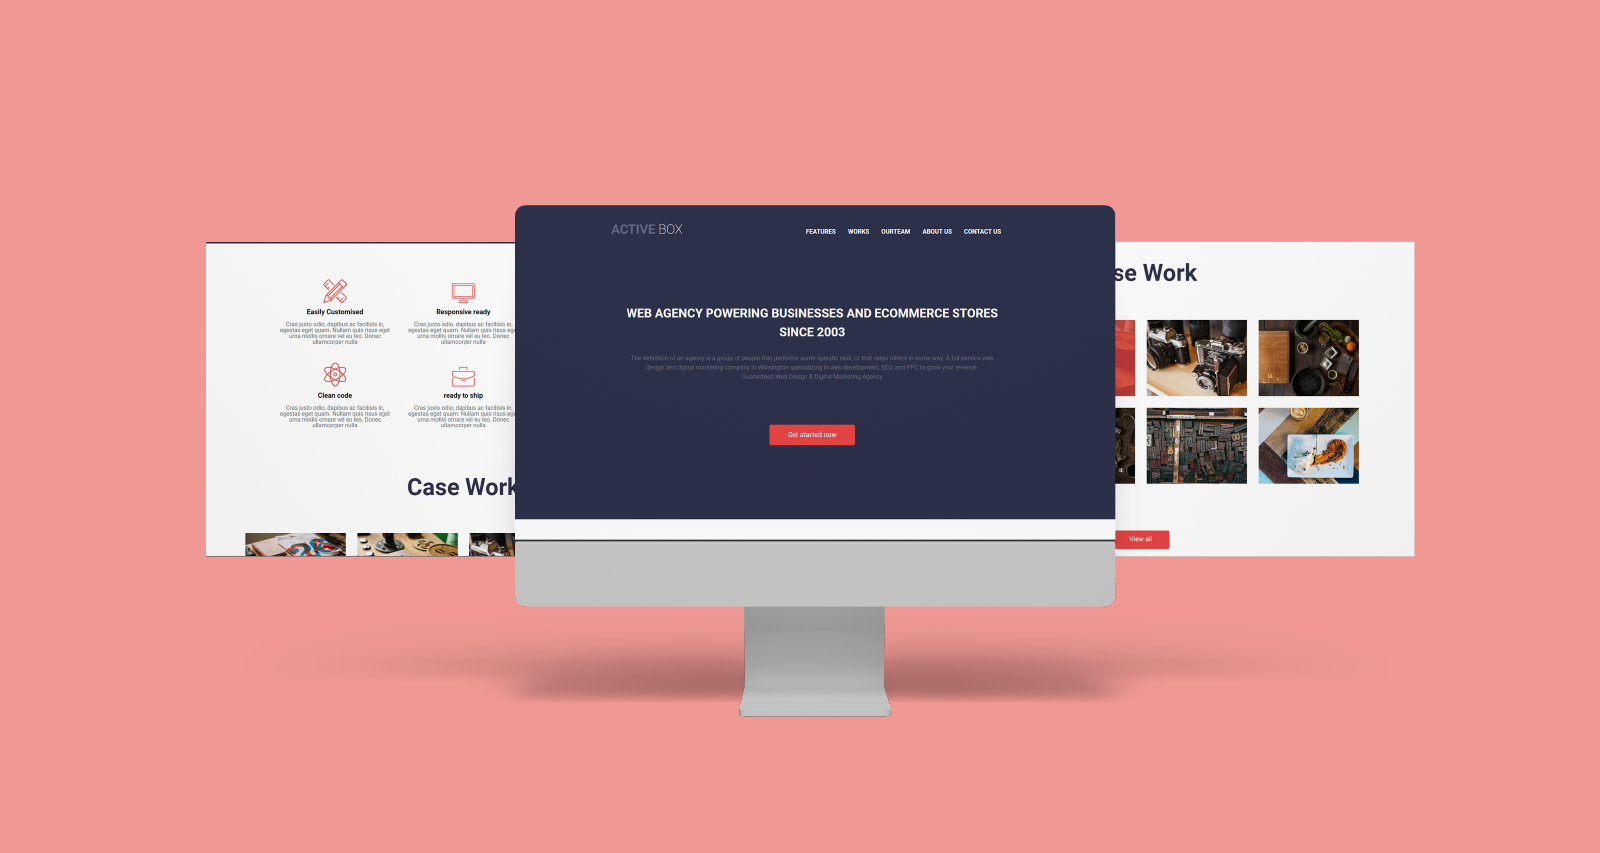 ACTIVE BOX
FEATURES WORKS OURTEAM ABOUT US CONTACT US
WEB AGENCY POWERING BUSINESSES AND ECOMMERCE STORES
SINCE 2003
The definition of an agency is a group of people that performs some specific task, or that helps others in some way. A full-service web
design and digital marketing company in Wilmington specializing in web development, SEO, and PPC to grow your revenue.
Guaranteed.Web Design & Digital Marketing Agency
Get started now
Easily Customised
Cras justo odio, dapibus ac facilisis in,
egestas eget quam. Nullam quis risus eget
urna mollis ornare vel eu leo. Donec
ullamcorper nulla
Responsive ready
Cras justo odio, dapibus ac facilisis in,
egestas eget quam. Nullam quis risus eg
urna mollis ornare vel eu leo. Donec
ullamcorper nulla
Clean code
Cras justo odio, dapibus ac facilisis in,
egestas eget quam. Nullam quis risus eget
urna mollis ornare vel eu leo. Donec
ullamcorper nulla
ready to ship
Cras justo odio, dapibus ac facilisis in,
egestas eget quam. Nullam quis risus eg
urna mollis ornare vel eu leo. Donec
ullamcorper nulla
Case Work
se Work
View all